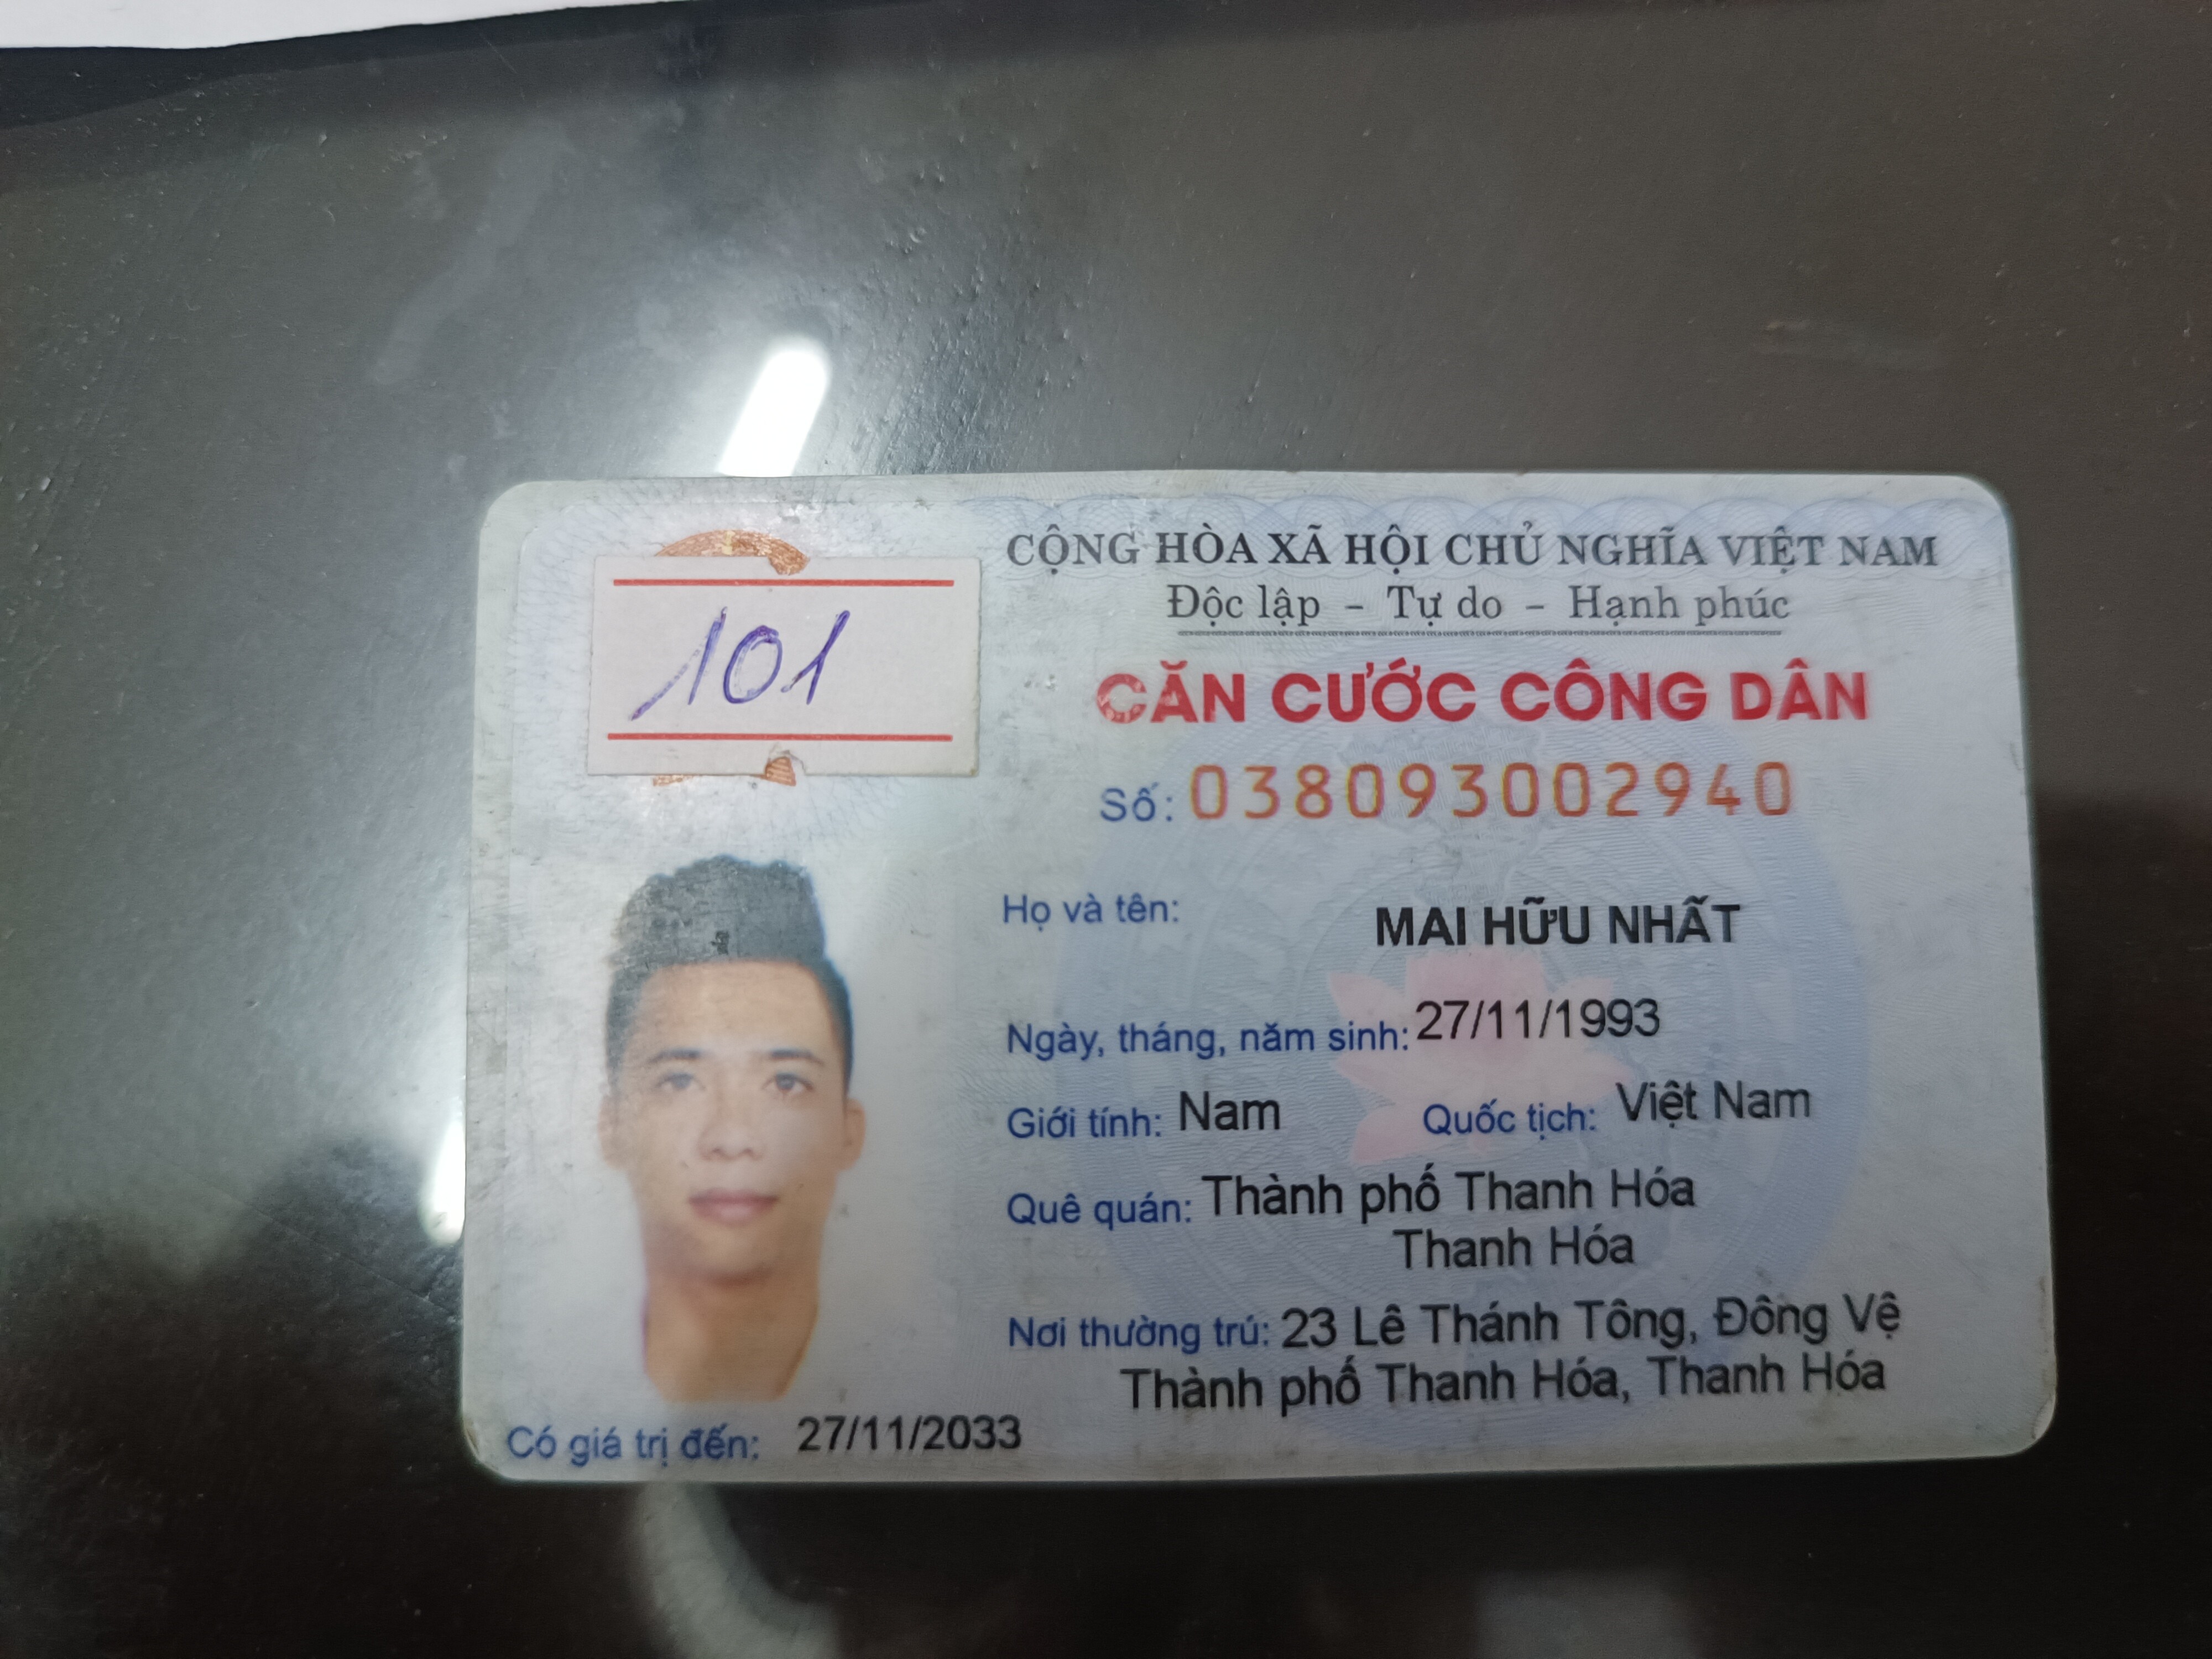 CỘNG HÒA XÃ HỘI CHỦ NGHĨA VIỆT NAM
Độc lập - Tự do - Hạnh phúc
101
CĂN CƯỚC CÔNG DÂN
Số: 038093002940
Họ và tên: MAI HỮU NHẤT
Ngày, tháng, năm sinh: 27/11/1993
Giới tính: Nam Quốc tịch: Việt Nam
Quê quán: Thành phố Thanh Hóa
Thanh Hóa
Nơi thường trú: 23 Lê Thánh Tông, Đông Vệ
Thành phố Thanh Hóa, Thanh Hóa
Có giá trị đến: 27/11/2033